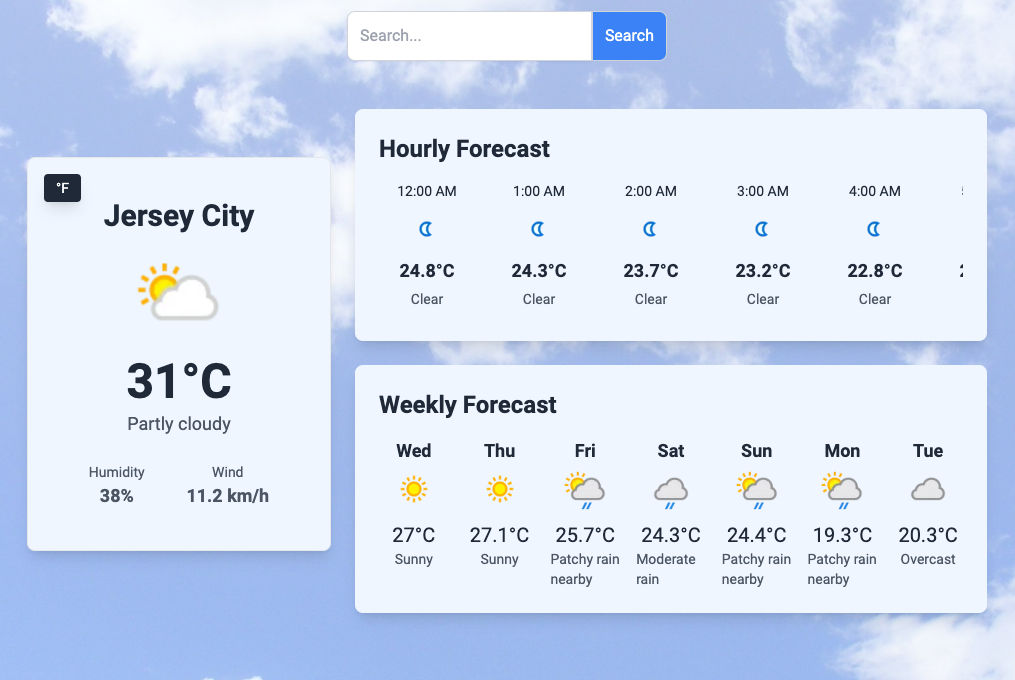 Search...
Search
°F
Jersey City
31°C
Partly cloudy
Humidity Wind
38% 11.2 km/h
Hourly Forecast
12:00 AM 1:00 AM 2:00 AM 3:00 AM 4:00 AM
24.8°C 24.3°C 23.7°C 23.2°C 22.8°C
Clear Clear Clear Clear Clear
Weekly Forecast
Wed Thu Fri Sat Sun Mon Tue
27°C 27.1°C 25.7°C 24.3°C 24.4°C 19.3°C 20.3°C
Sunny Sunny Patchy rain Moderate Patchy rain Patchy rain Overcast
nearby rain nearby nearby